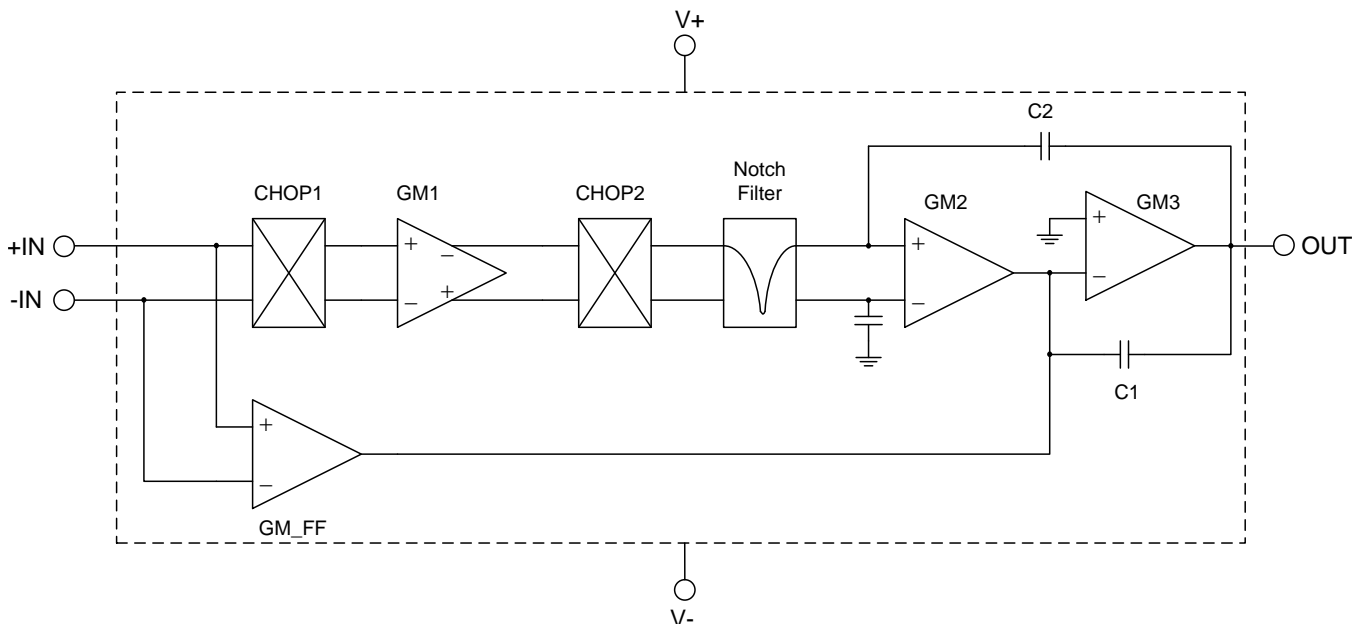 V+
C2
CHOP1
GM1
CHOP2
Notch
Filter
GM2
GM3
+IN
-IN
+
−
−
+
+
−
+
−
OUT
C1
+
−
GM_FF
V-